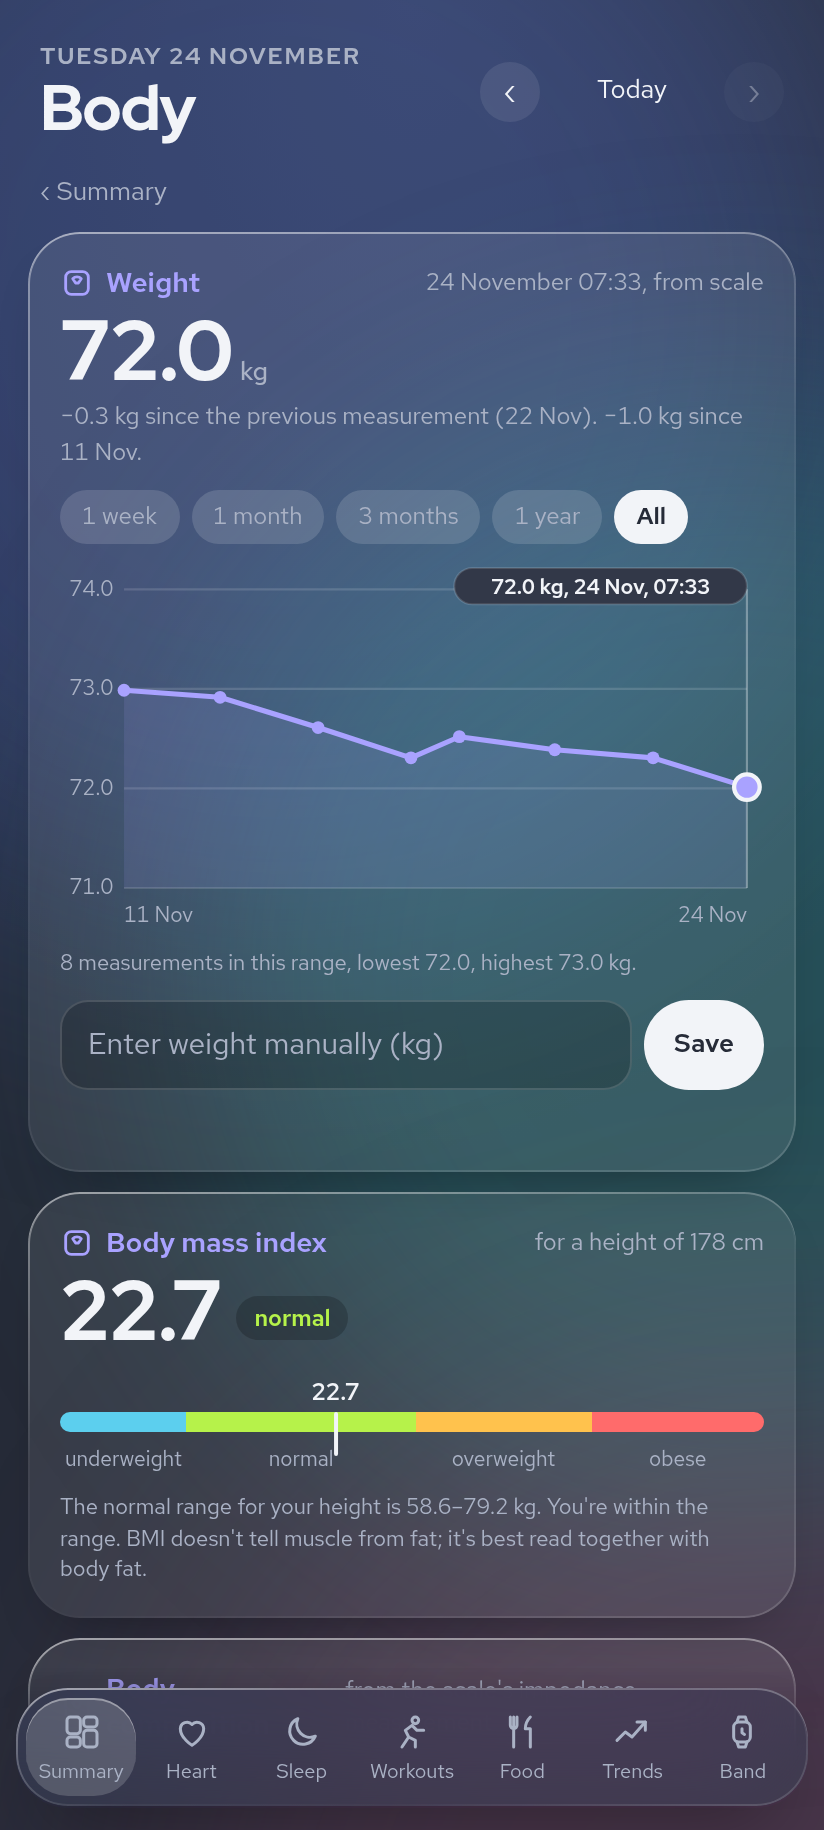 TUESDAY 24 NOVEMBER
Body
‹ Today ›
‹ Summary
Weight
24 November 07:33, from scale
72.0 kg
−0.3 kg since the previous measurement (22 Nov). −1.0 kg since
11 Nov.
1 week
1 month
3 months
1 year
All
72.0 kg, 24 Nov, 07:33
74.0
73.0
72.0
71.0
11 Nov
24 Nov
8 measurements in this range, lowest 72.0, highest 73.0 kg.
Enter weight manually (kg)
Save
Body mass index
for a height of 178 cm
22.7 normal
22.7
underweight
normal
overweight
obese
The normal range for your height is 58.6–79.2 kg. You're within the
range. BMI doesn't tell muscle from fat; it's best read together with
body fat.
Body
from the scale's impedance
Summary
Heart
Sleep
Workouts
Food
Trends
Band